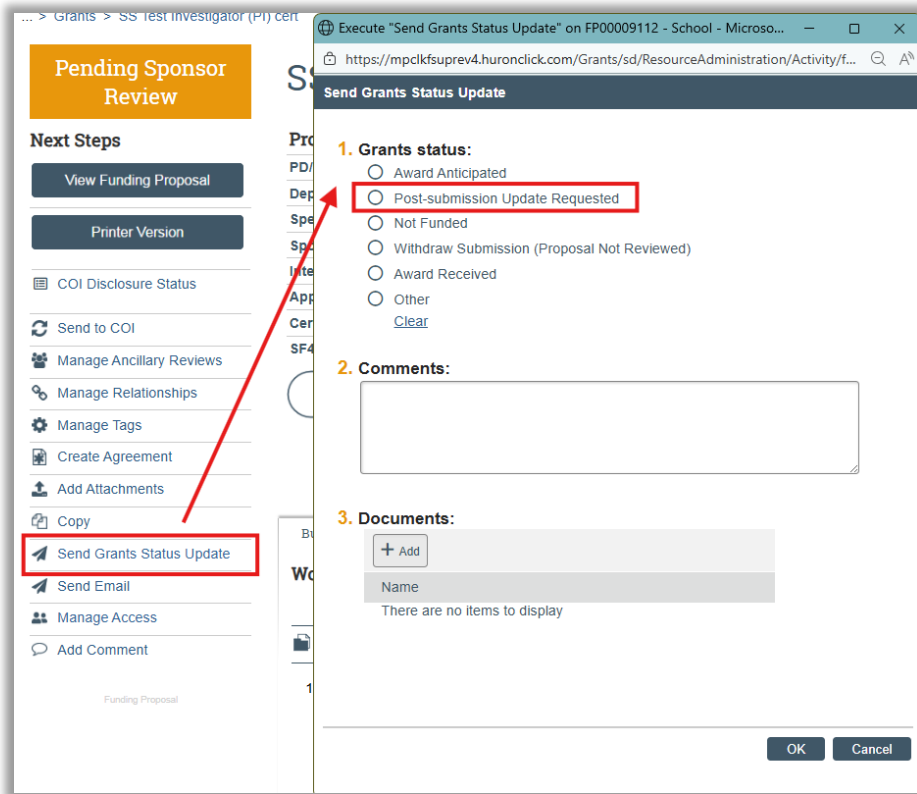 ... > Grants > SS Test Investigator (PI) cert
Pending Sponsor
Review
Next Steps
View Funding Proposal
Printer Version
COI Disclosure Status
Send to COI
Manage Ancillary Reviews
Manage Relationships
Manage Tags
Create Agreement
Add Attachments
Copy
Send Grants Status Update
Send Email
Manage Access
Add Comment
Funding Proposal
SS
Pro
PD/
Dep
Spe
Spo
Inte
App
Cer
SF4
Bu
Wo
1
Execute "Send Grants Status Update" on FP00009112 - School - Microso...
https://mpclkfsuprev4.huronclick.com/Grants/sd/ResourceAdministration/Activity/f...
Send Grants Status Update
1. Grants status:
Award Anticipated
Post-submission Update Requested
Not Funded
Withdraw Submission (Proposal Not Reviewed)
Award Received
Other
Clear
2. Comments:
3. Documents:
+ Add
Name
There are no items to display
OK Cancel